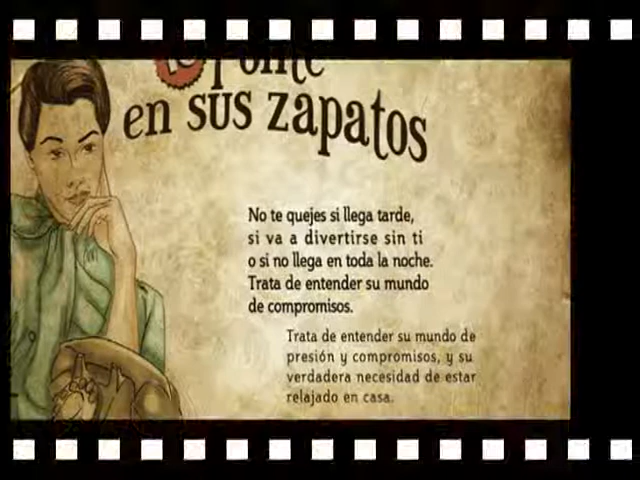 Ponte
en sus zapatos
No te quejes si llega tarde,
si va a divertirse sin ti
o si no llega en toda la noche.
Trata de entender su mundo
de compromisos.
Trata de entender su mundo de
presión y compromisos, y su
verdadera necesidad de estar
relajado en casa.